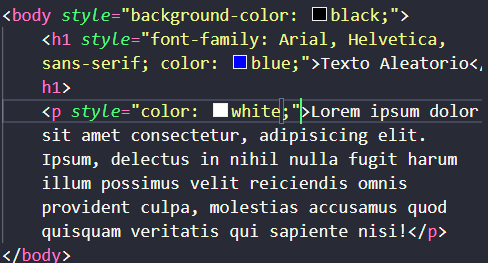 <body style="background-color: black;">
<h1 style="font-family: Arial, Helvetica,
sans-serif; color: blue;">Texto Aleatorio</
h1>
<p style="color: white;">Lorem ipsum dolor
sit amet consectetur, adipisicing elit.
Ipsum, delectus in nihil nulla fugit harum
illum possimus velit reiciendis omnis
provident culpa, molestias accusamus quod
quisquam veritatis qui sapiente nisi!</p>
</body>